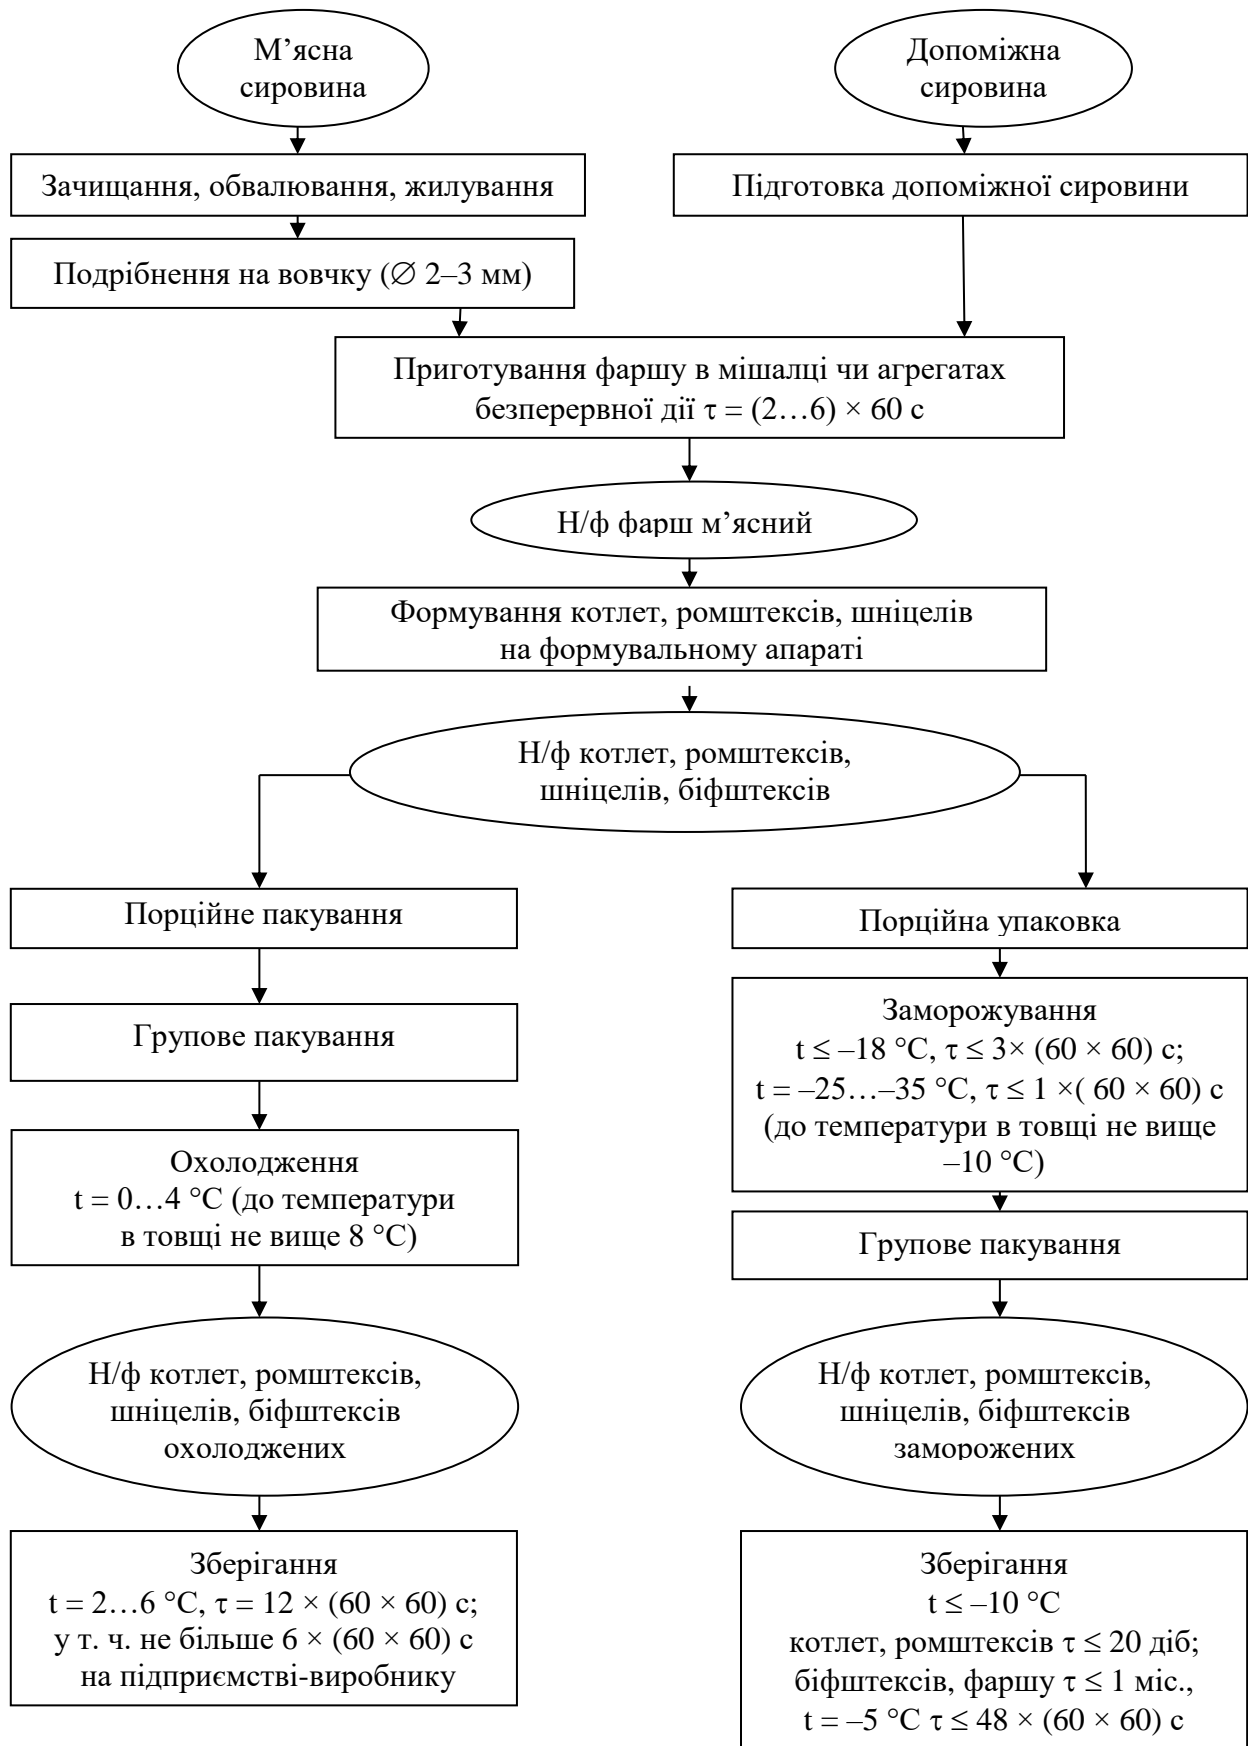 М’ясна
сировина
Допоміжна
сировина
Зачищання, обвалювання, жилування
Підготовка допоміжної сировини
Подрібнення на вовчку (∅ 2–3 мм)
Приготування фаршу в мішалці чи агрегатах
безперервної дії τ = (2…6) × 60 с
Н/ф фарш м’ясний
Формування котлет, ромштексів, шніцелів
на формувальному апараті
Н/ф котлет, ромштексів,
шніцелів, біфштексів
Порційне пакування
Групове пакування
Охолодження
t = 0…4 °С (до температури
в товщі не вище 8 °С)
Н/ф котлет, ромштексів,
шніцелів, біфштексів
охолоджених
Зберігання
t = 2…6 °С, τ = 12 × (60 × 60) с;
у т. ч. не більше 6 × (60 × 60) с
на підприємстві-виробнику
Порційна упаковка
Заморожування
t ≤ –18 °С, τ ≤ 3× (60 × 60) с;
t = –25…–35 °С, τ ≤ 1 ×( 60 × 60) с
(до температури в товщі не вище
–10 °С)
Групове пакування
Н/ф котлет, ромштексів,
шніцелів, біфштексів
заморожених
Зберігання
t ≤ –10 °С
котлет, ромштексів τ ≤ 20 діб;
біфштексів, фаршу τ ≤ 1 міс.,
t = –5 °С τ ≤ 48 × (60 × 60) с